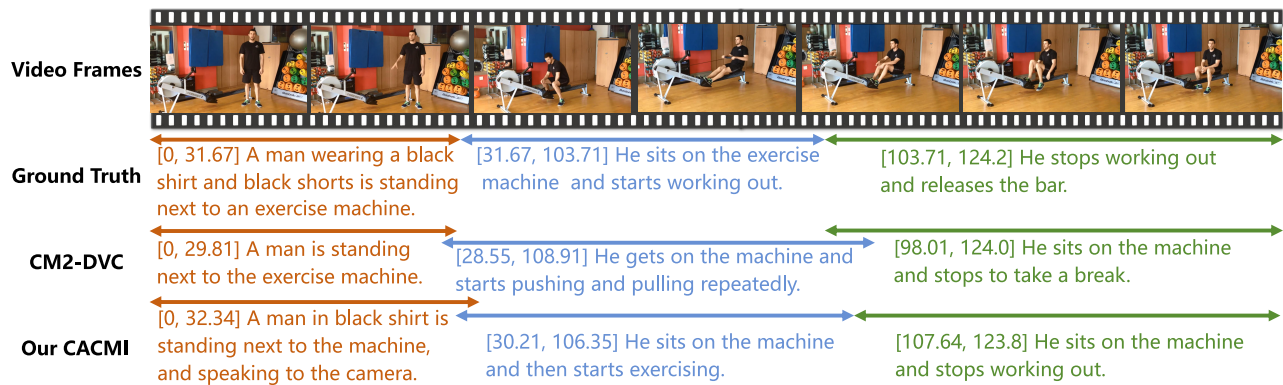 Video Frames
Ground Truth
[0, 31.67] A man wearing a black
shirt and black shorts is standing
next to an exercise machine.
[31.67, 103.71] He sits on the exercise
machine and starts working out.
[103.71, 124.2] He stops working out
and releases the bar.
CM2-DVC
[0, 29.81] A man is standing
next to the exercise machine.
[28.55, 108.91] He gets on the machine and
starts pushing and pulling repeatedly.
[98.01, 124.0] He sits on the machine
and stops to take a break.
Our CACMI
[0, 32.34] A man in black shirt is
standing next to the machine,
and speaking to the camera.
[30.21, 106.35] He sits on the machine
and then starts exercising.
[107.64, 123.8] He sits on the machine
and stops working out.